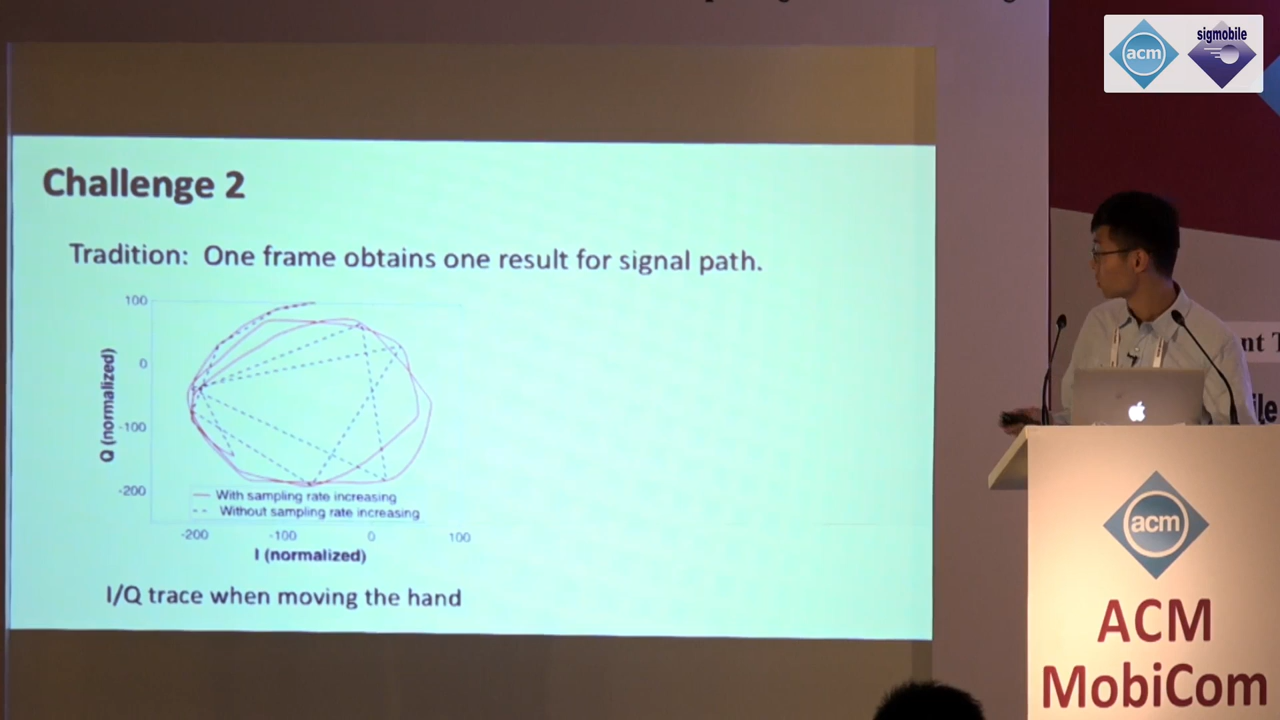 acm
sigmobile
Challenge 2
Tradition: One frame obtains one result for signal path.
100
0
-100
-200
Q (normalized)
With sampling rate increasing
Without sampling rate increasing
-200 -100 0 100
I (normalized)
I/Q trace when moving the hand
nt T
ile
acm
ACM
MobiCom